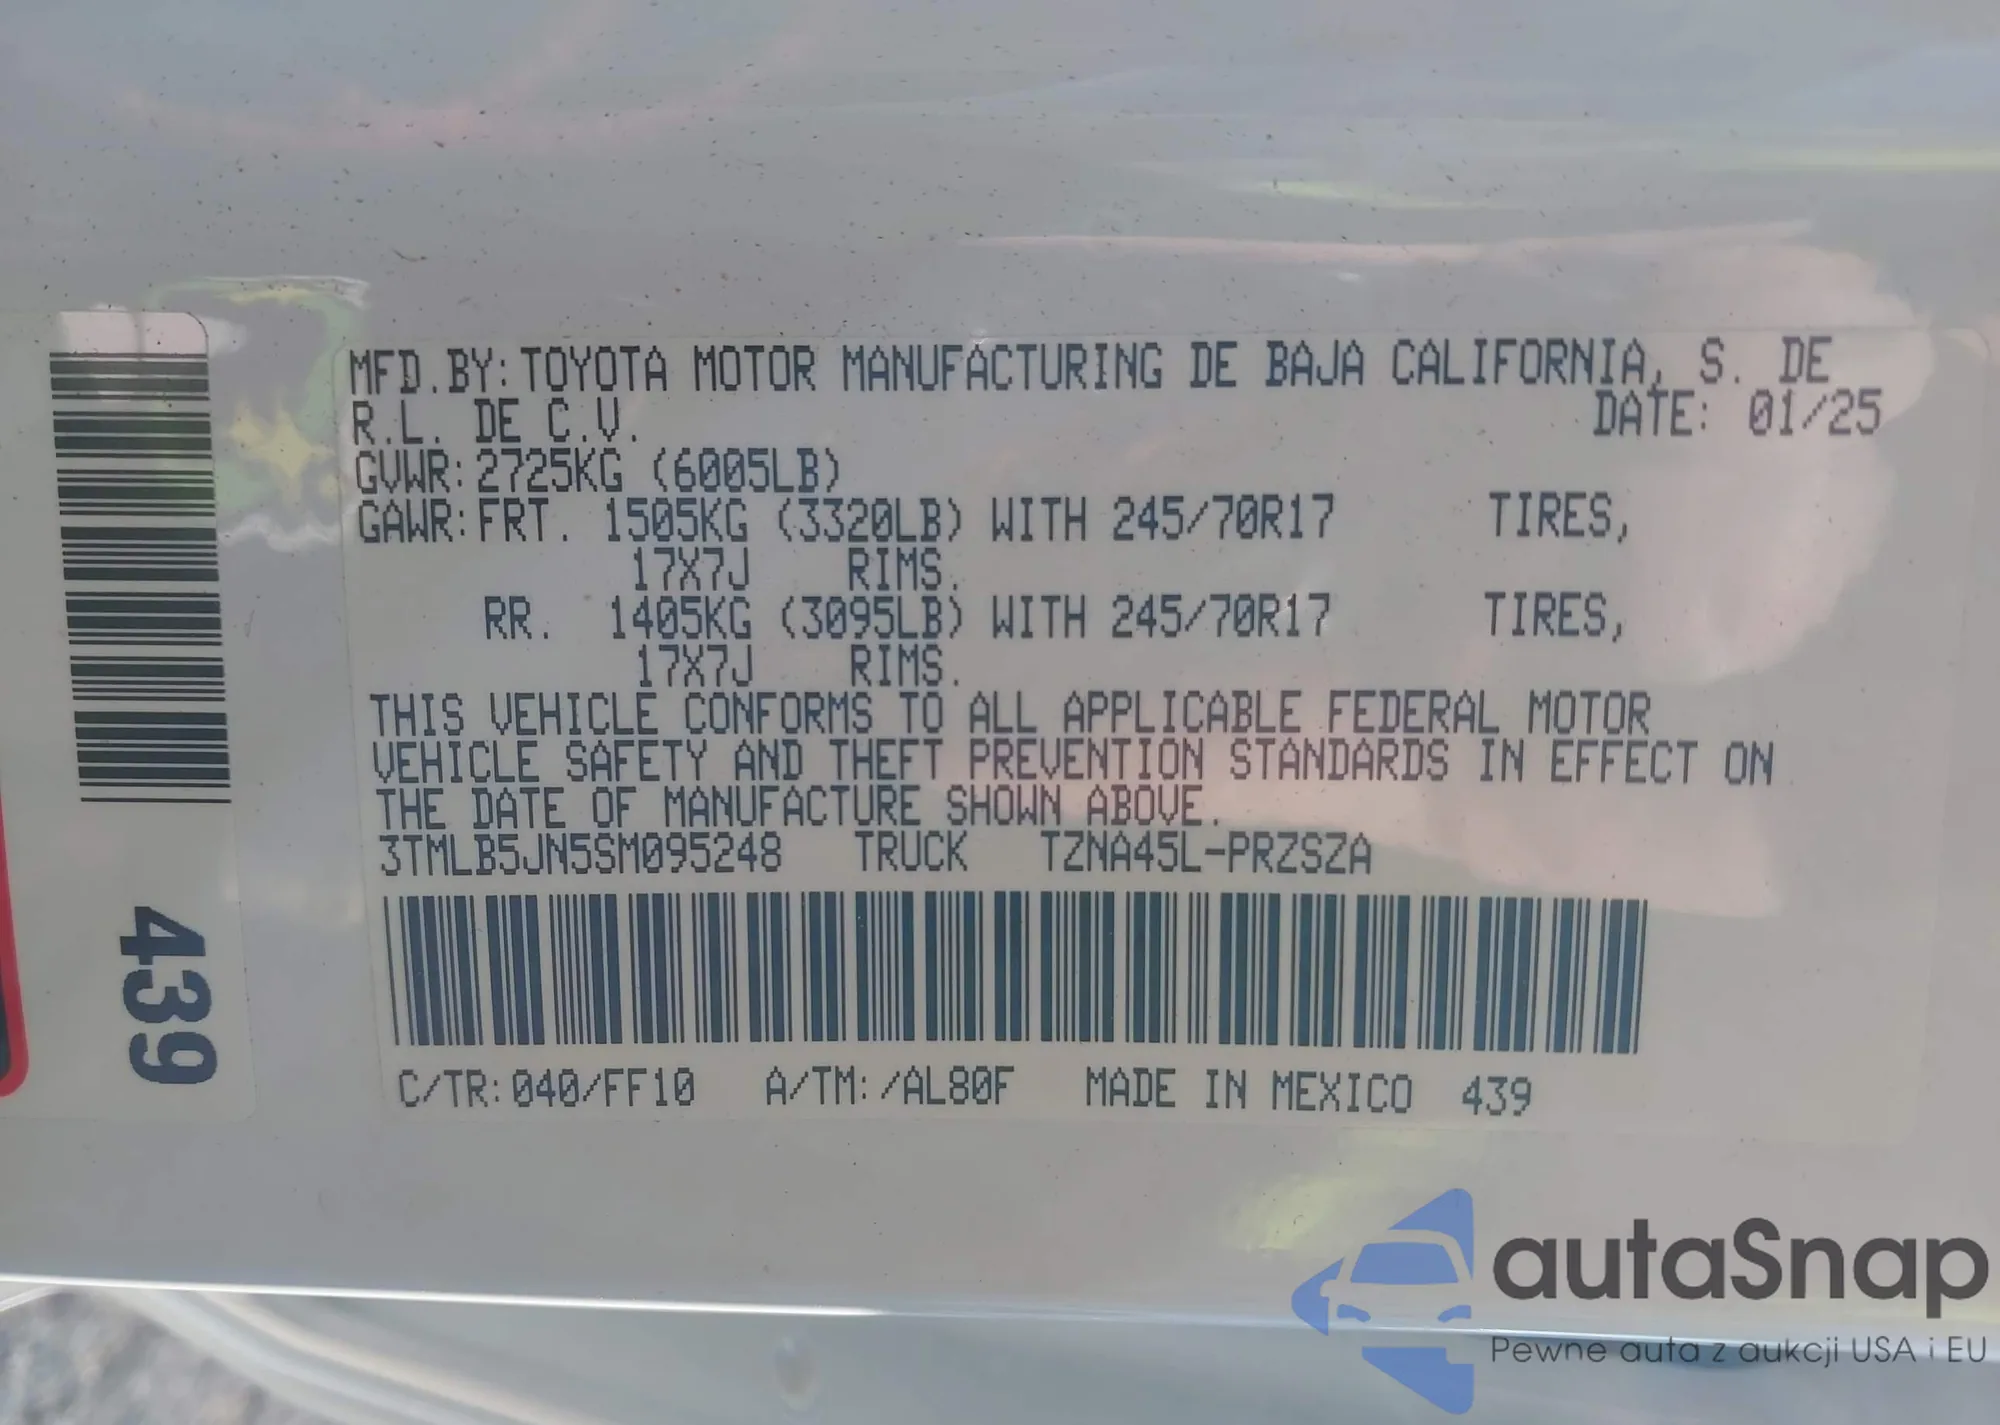 MFD.BY: TOYOTA MOTOR MANUFACTURING DE BAJA CALIFORNIA, S. DE
R.L. DE C.V. DATE: 01/25
GVWR: 2725KG (6005LB)
GAWR: FRT. 1505KG (3320LB) WITH 245/70R17 TIRES,
17X7J RIMS.
RR. 1405KG (3095LB) WITH 245/70R17 TIRES,
17X7J RIMS.
THIS VEHICLE CONFORMS TO ALL APPLICABLE FEDERAL MOTOR
VEHICLE SAFETY AND THEFT PREVENTION STANDARDS IN EFFECT ON
THE DATE OF MANUFACTURE SHOWN ABOVE.
3TMLB5JN5SM095248 TRUCK TZNA45L-PRZSZA
C/TR: 040/FF10 A/TM: /AL80F MADE IN MEXICO 439
439
autaSnap
Pewne auta z aukcji USA i EU